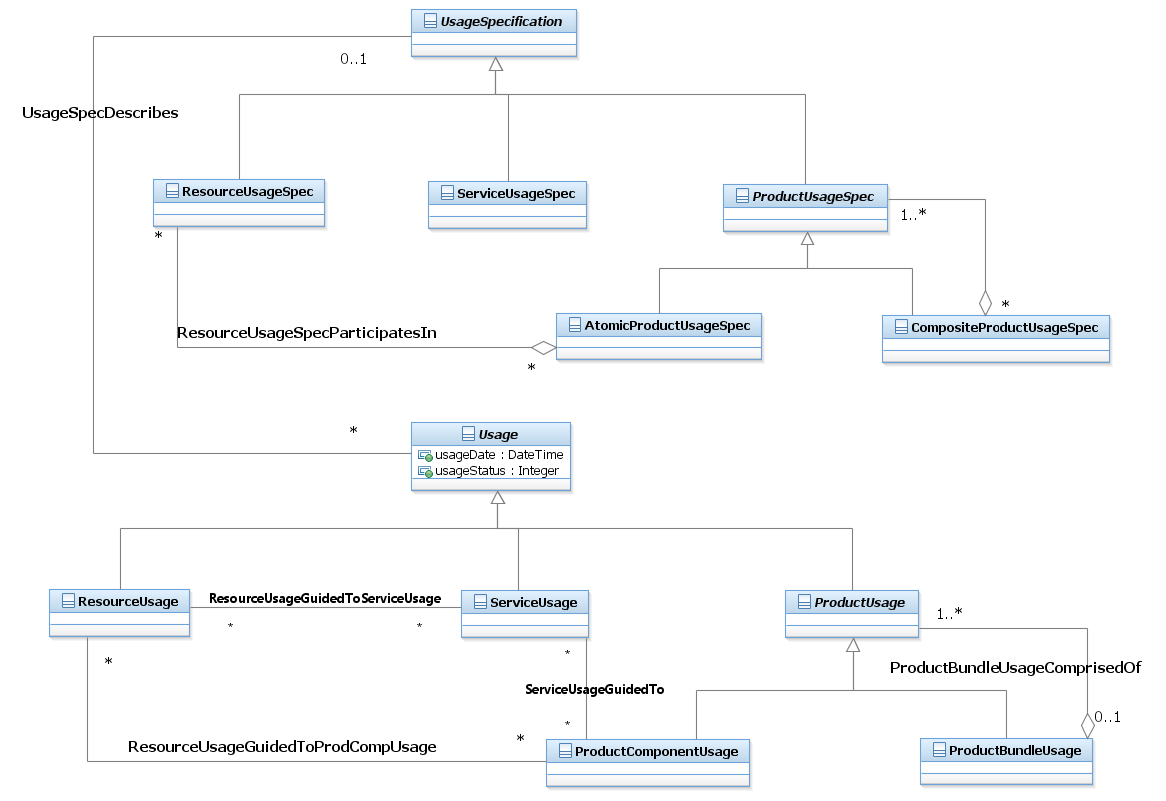 UsageSpecification
0..1
UsageSpecDescribes
ResourceUsageSpec
ServiceUsageSpec
ProductUsageSpec
1..*
*
*
ResourceUsageSpecParticipatesIn
AtomicProductUsageSpec
CompositeProductUsageSpec
*
*
Usage
usageDate : DateTime
usageStatus : Integer
ResourceUsage
ResourceUsageGuidedToServiceUsage
ServiceUsage
ProductUsage
1..*
*
*
*
*
ProductBundleUsageComprisedOf
ServiceUsageGuidedTo
0..1
*
*
ResourceUsageGuidedToProdCompUsage
ProductComponentUsage
ProductBundleUsage